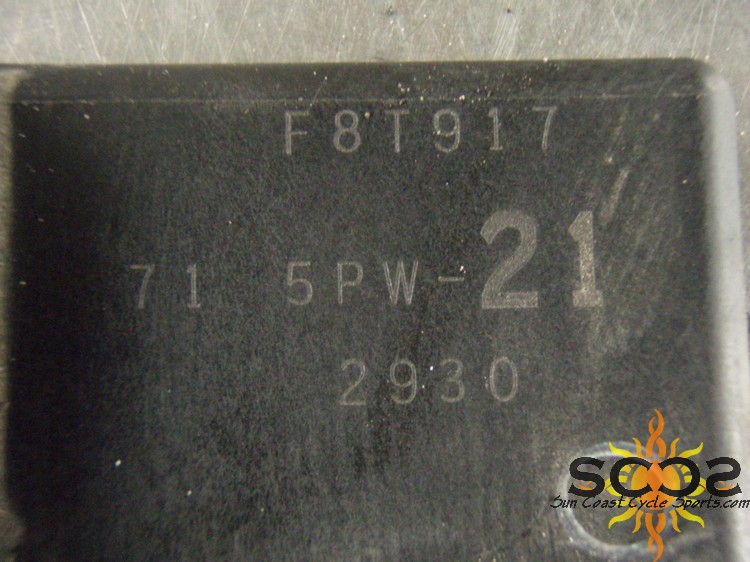 F8T917
71 5PW-21
2930
SCCS
Sun Coast Cycle Sports.com